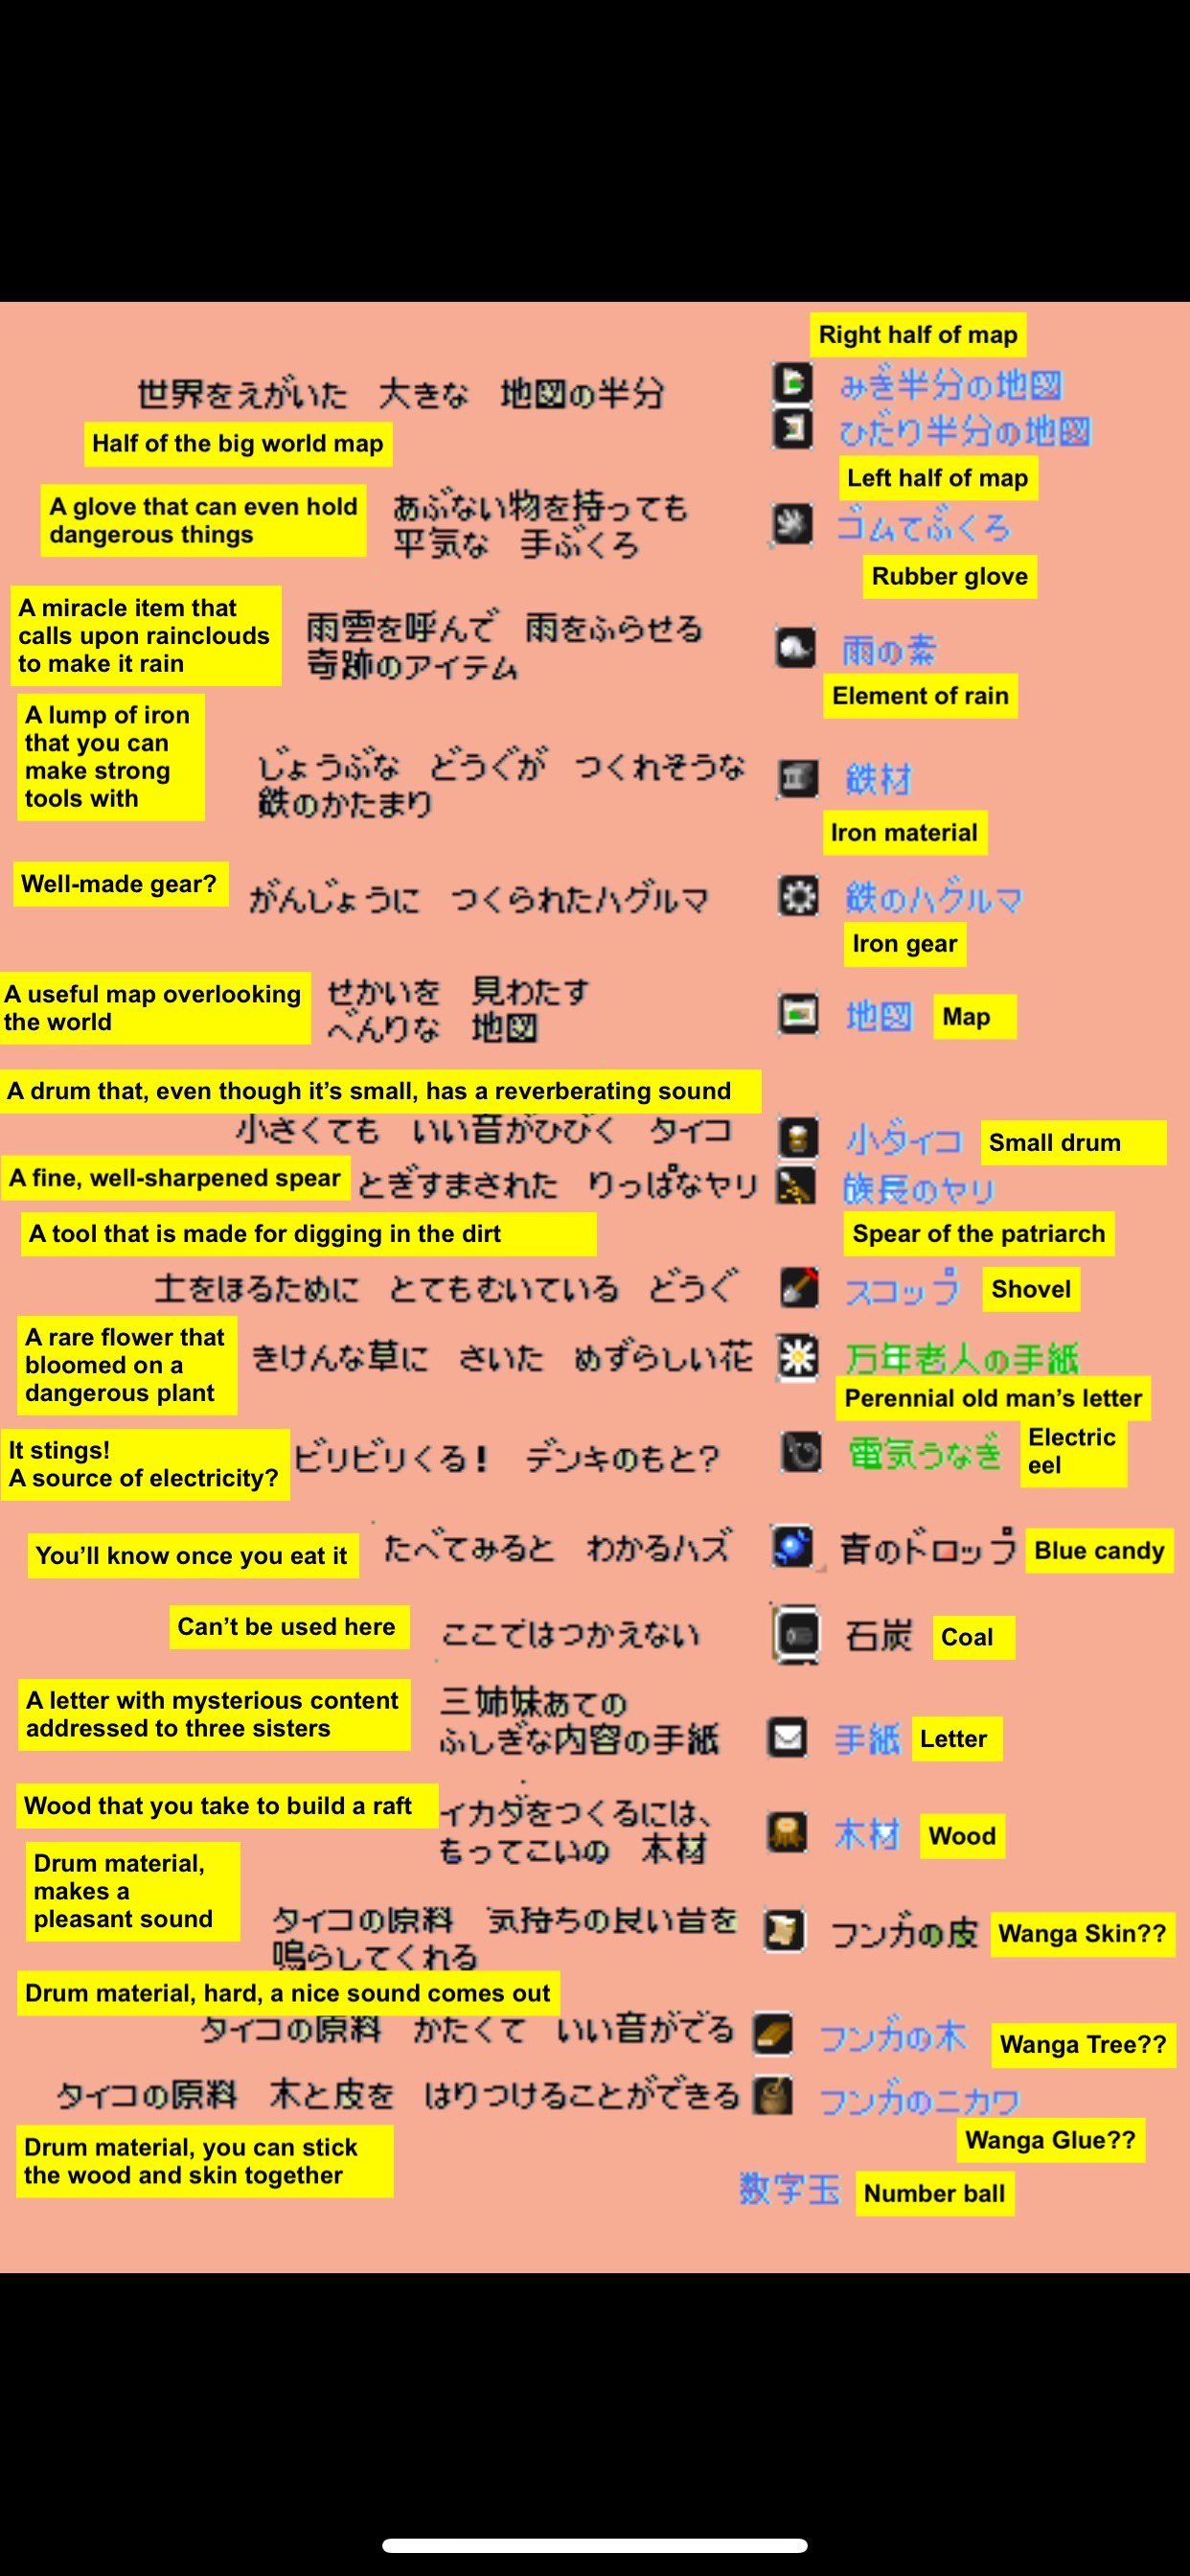 Right half of map
世界をえがいた　大きな　地図の半分
みぎ半分の地図
ひだり半分の地図
Half of the big world map
Left half of map
A glove that can even hold
dangerous things
あぶない物を持っても
平気な　手ぶくろ
ゴムてぶくろ
Rubber glove
A miracle item that
calls upon rainclouds
to make it rain
雨雲を呼んで　雨をふらせる
奇跡のアイテム
雨の素
Element of rain
A lump of iron
that you can
make strong
tools with
じょうぶな　どうぐが　つくれそうな
鉄のかたまり
鉄材
Iron material
Well-made gear?
がんじょうに　つくられたハグルマ
鉄のハグルマ
Iron gear
A useful map overlooking
the world
せかいを　見わたす
べんりな　地図
地図
Map
A drum that, even though it’s small, has a reverberating sound
小さくても　いい音がひびく　タイコ
小ダイコ
Small drum
A fine, well-sharpened spear
とぎすまされた　りっぱなヤリ
族長のヤリ
A tool that is made for digging in the dirt
Spear of the patriarch
土をほるために　とてもむいている　どうぐ
スコップ
Shovel
A rare flower that
bloomed on a
dangerous plant
きけんな草に　さいた　めずらしい花
万年老人の手紙
Perennial old man’s letter
It stings!
A source of electricity?
ビリビリくる！　デンキのもと？
電気うなぎ
Electric
eel
You’ll know once you eat it
たべてみると　わかるハズ
青のドロップ
Blue candy
Can’t be used here
ここではつかえない
石炭
Coal
A letter with mysterious content
addressed to three sisters
三姉妹あての
ふしぎな内容の手紙
手紙
Letter
Wood that you take to build a raft
イカダをつくるには、
もってこいの　木材
木材
Wood
Drum material,
makes a
pleasant sound
タイコの原料　気持ちの良い音を
鳴らしてくれる
フンガの皮
Wanga Skin??
Drum material, hard, a nice sound comes out
タイコの原料　かたくて　いい音がでる
フンガの木
Wanga Tree??
タイコの原料　木と皮を　はりつけることができる
フンガのニカワ
Drum material, you can stick
the wood and skin together
Wanga Glue??
数字玉
Number ball